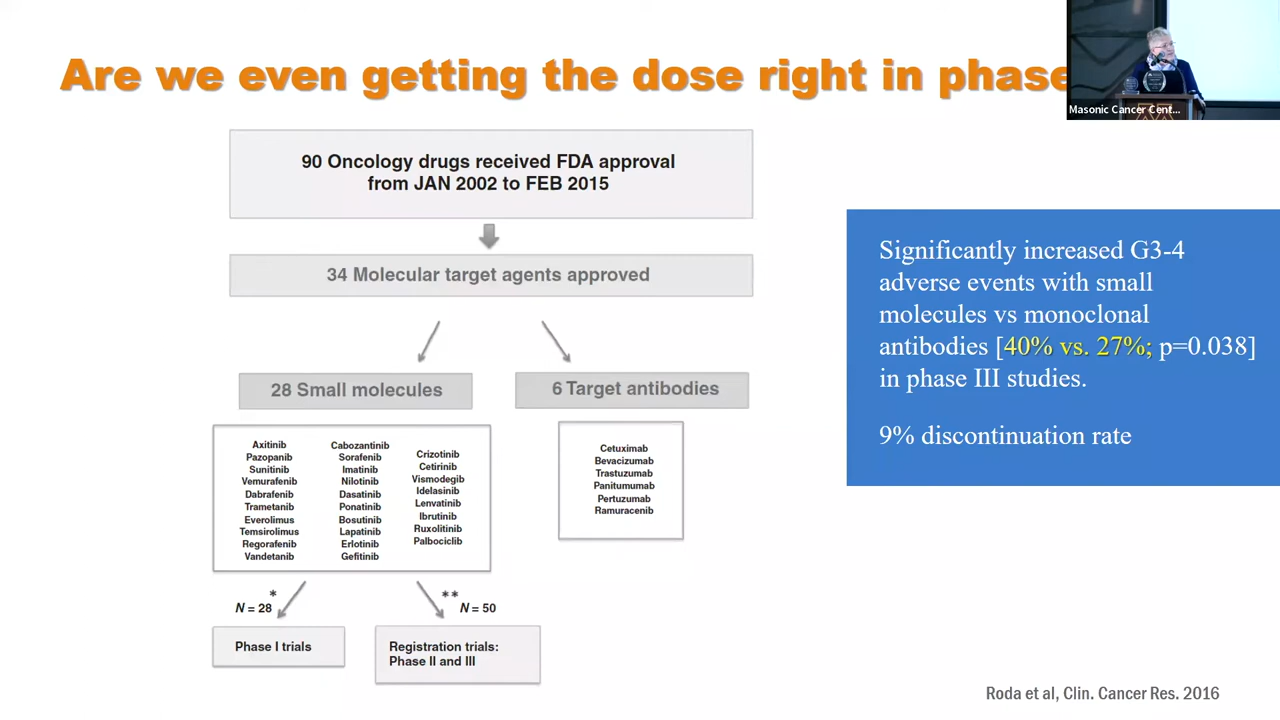 Are we even getting the dose right in phase
Masonic Cancer Cent...
90 Oncology drugs received FDA approval
from JAN 2002 to FEB 2015
34 Molecular target agents approved
28 Small molecules
6 Target antibodies
Axitinib
Pazopanib
Sunitinib
Vemurafenib
Dabrafenib
Trametanib
Everolimus
Temsirolimus
Regorafenib
Vandetanib
Cabozantinib
Sorafenib
Imatinib
Nilotinib
Dasatinib
Ponatinib
Bosutinib
Lapatinib
Erlotinib
Gefitinib
Crizotinib
Cetirinib
Vismodegib
Idelasinib
Lenvatinib
Ibrutinib
Ruxolitinib
Palbociclib
Cetuximab
Bevacizumab
Trastuzumab
Panitumumab
Pertuzumab
Ramuracenib
*
N = 28
**
N = 50
Phase I trials
Registration trials:
Phase II and III
Significantly increased G3-4
adverse events with small
molecules vs monoclonal
antibodies [40% vs. 27%; p=0.038]
in phase III studies.
9% discontinuation rate
Roda et al, Clin. Cancer Res. 2016